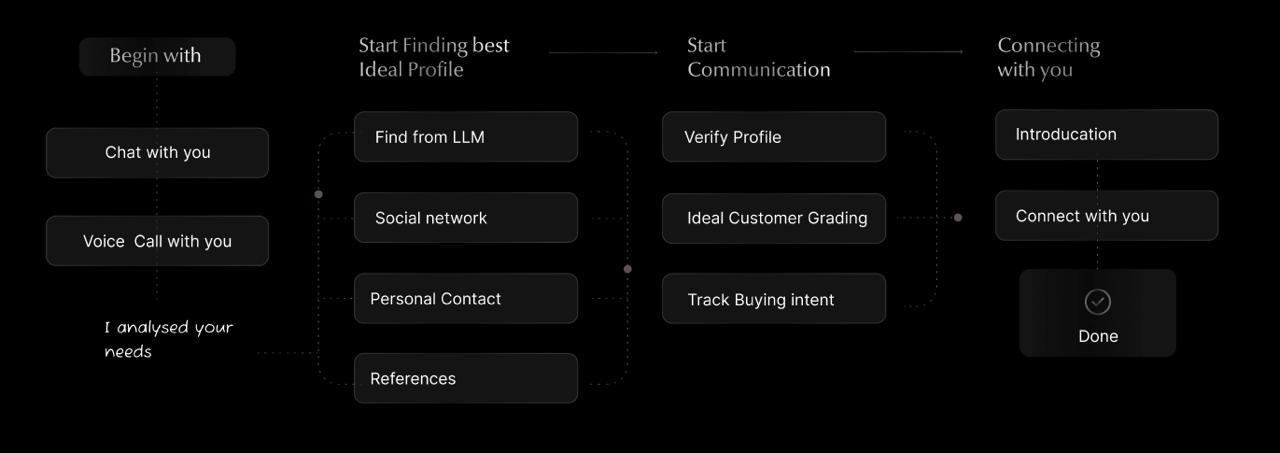 Begin with
Chat with you
Voice Call with you
I analysed your
needs
Start Finding best
Ideal Profile
Find from LLM
Social network
Personal Contact
References
Start
Communication
Verify Profile
Ideal Customer Grading
Track Buying intent
Connecting
with you
Introducation
Connect with you
Done